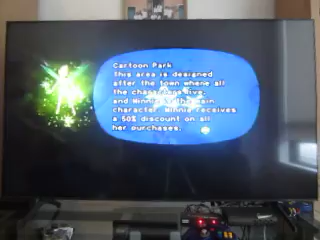 Cartoon Park
This area is designed
after the town where all
the characters live,
and Minnie is the main
character. Minnie receives
a 50% discount on all
her purchases.